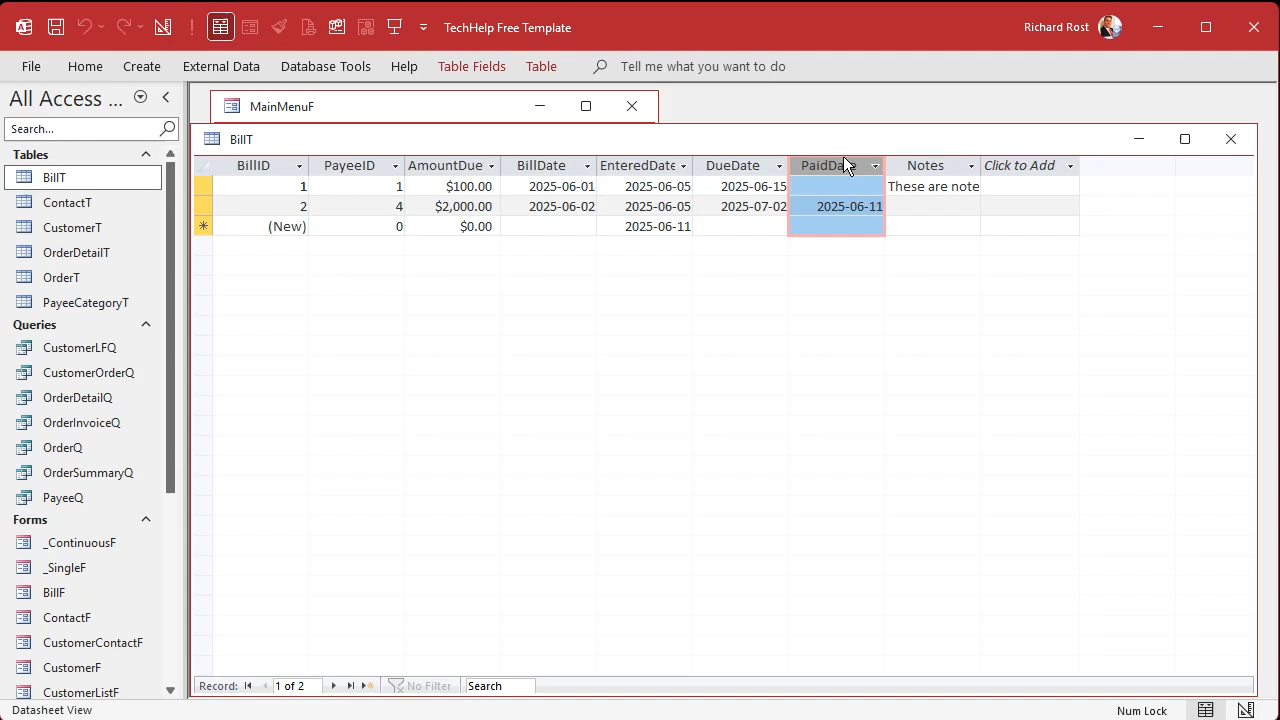 TechHelp Free Template
Richard Rost
File Home Create External Data Database Tools Help Table Fields Table Tell me what you want to do
All Access ...
Search...
Tables
BillT
ContactT
CustomerT
OrderDetailT
OrderT
PayeeCategoryT
Queries
CustomerLFQ
CustomerOrderQ
OrderDetailQ
OrderInvoiceQ
OrderQ
OrderSummaryQ
PayeeQ
Forms
_ContinuousF
_SingleF
BillF
ContactF
CustomerContactF
CustomerF
CustomerListF
MainMenuF
BillT
BillID PayeeID AmountDue BillDate EnteredDate DueDate PaidDate Notes Click to Add
1 1 $100.00 2025-06-01 2025-06-05 2025-06-15 These are note
2 4 $2,000.00 2025-06-02 2025-06-05 2025-07-02 2025-06-11
(New) 0 $0.00 2025-06-11
Record: 1 of 2 No Filter Search
Datasheet View
Num Lock